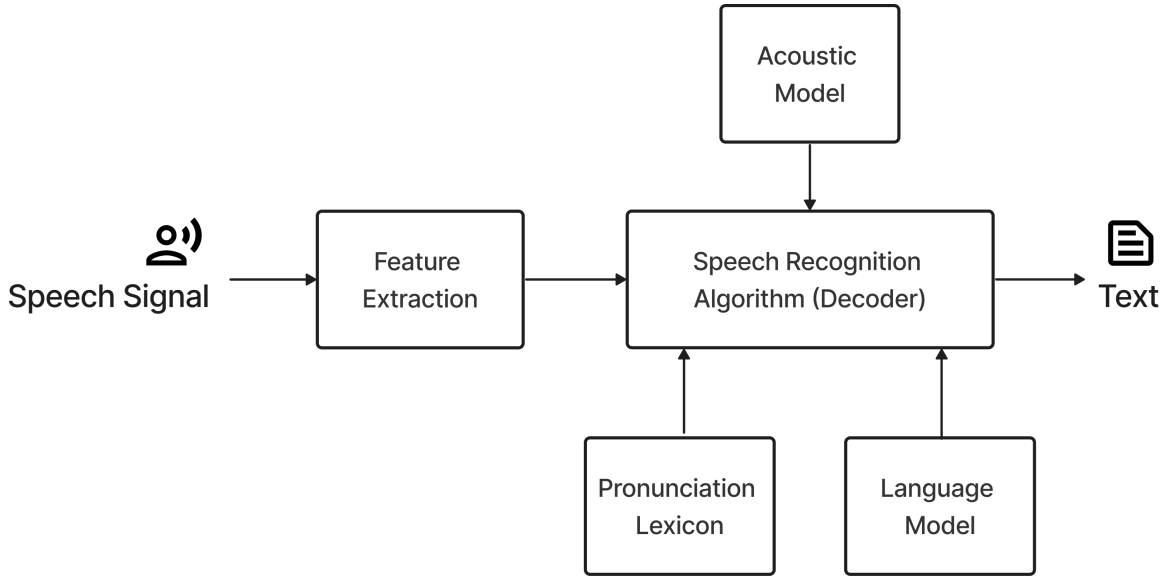 Acoustic
Model
Speech Signal
Feature
Extraction
Speech Recognition
Algorithm (Decoder)
Text
Pronunciation
Lexicon
Language
Model